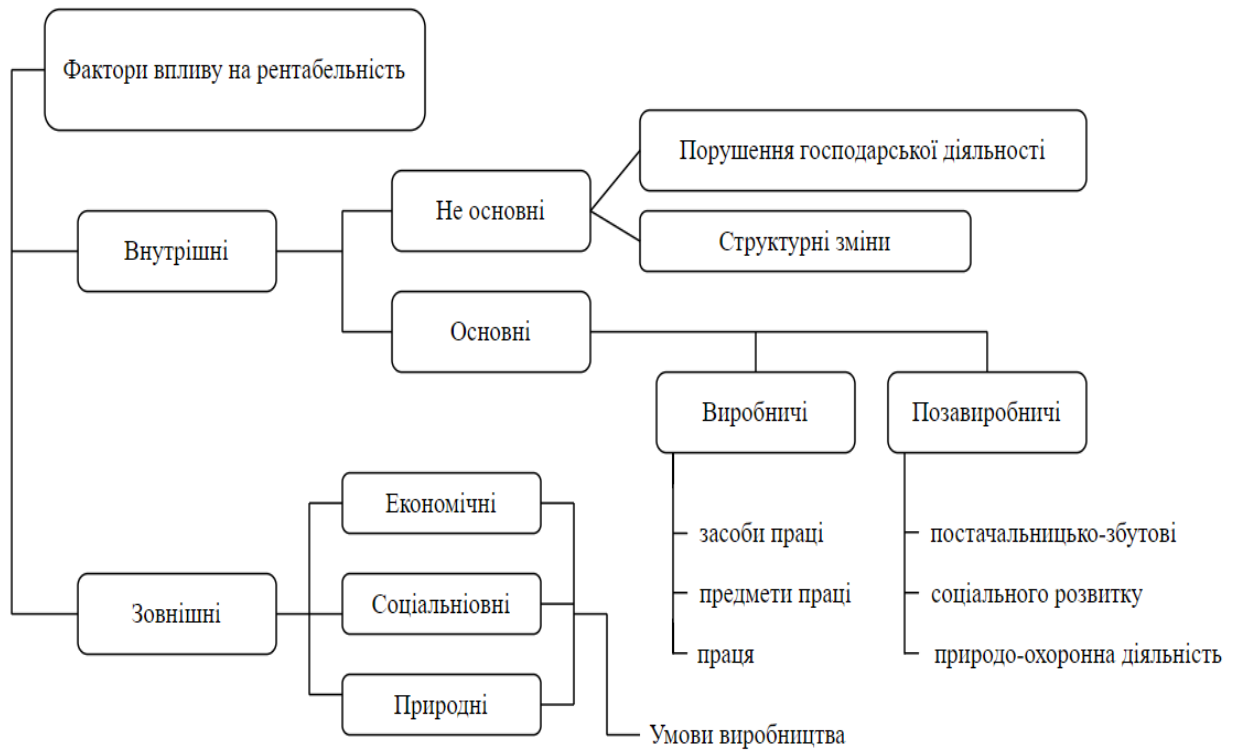 Фактори впливу на рентабельність
Порушення господарської діяльності
Не основні
Структурні зміни
Внутрішні
Основні
Виробничі
Позавиробничі
Економічні
засоби праці
постачальницько-збутові
Соціальніовні
предмети праці
соціального розвитку
Зовнішні
праця
природо-охоронна діяльність
Природні
Умови виробництва